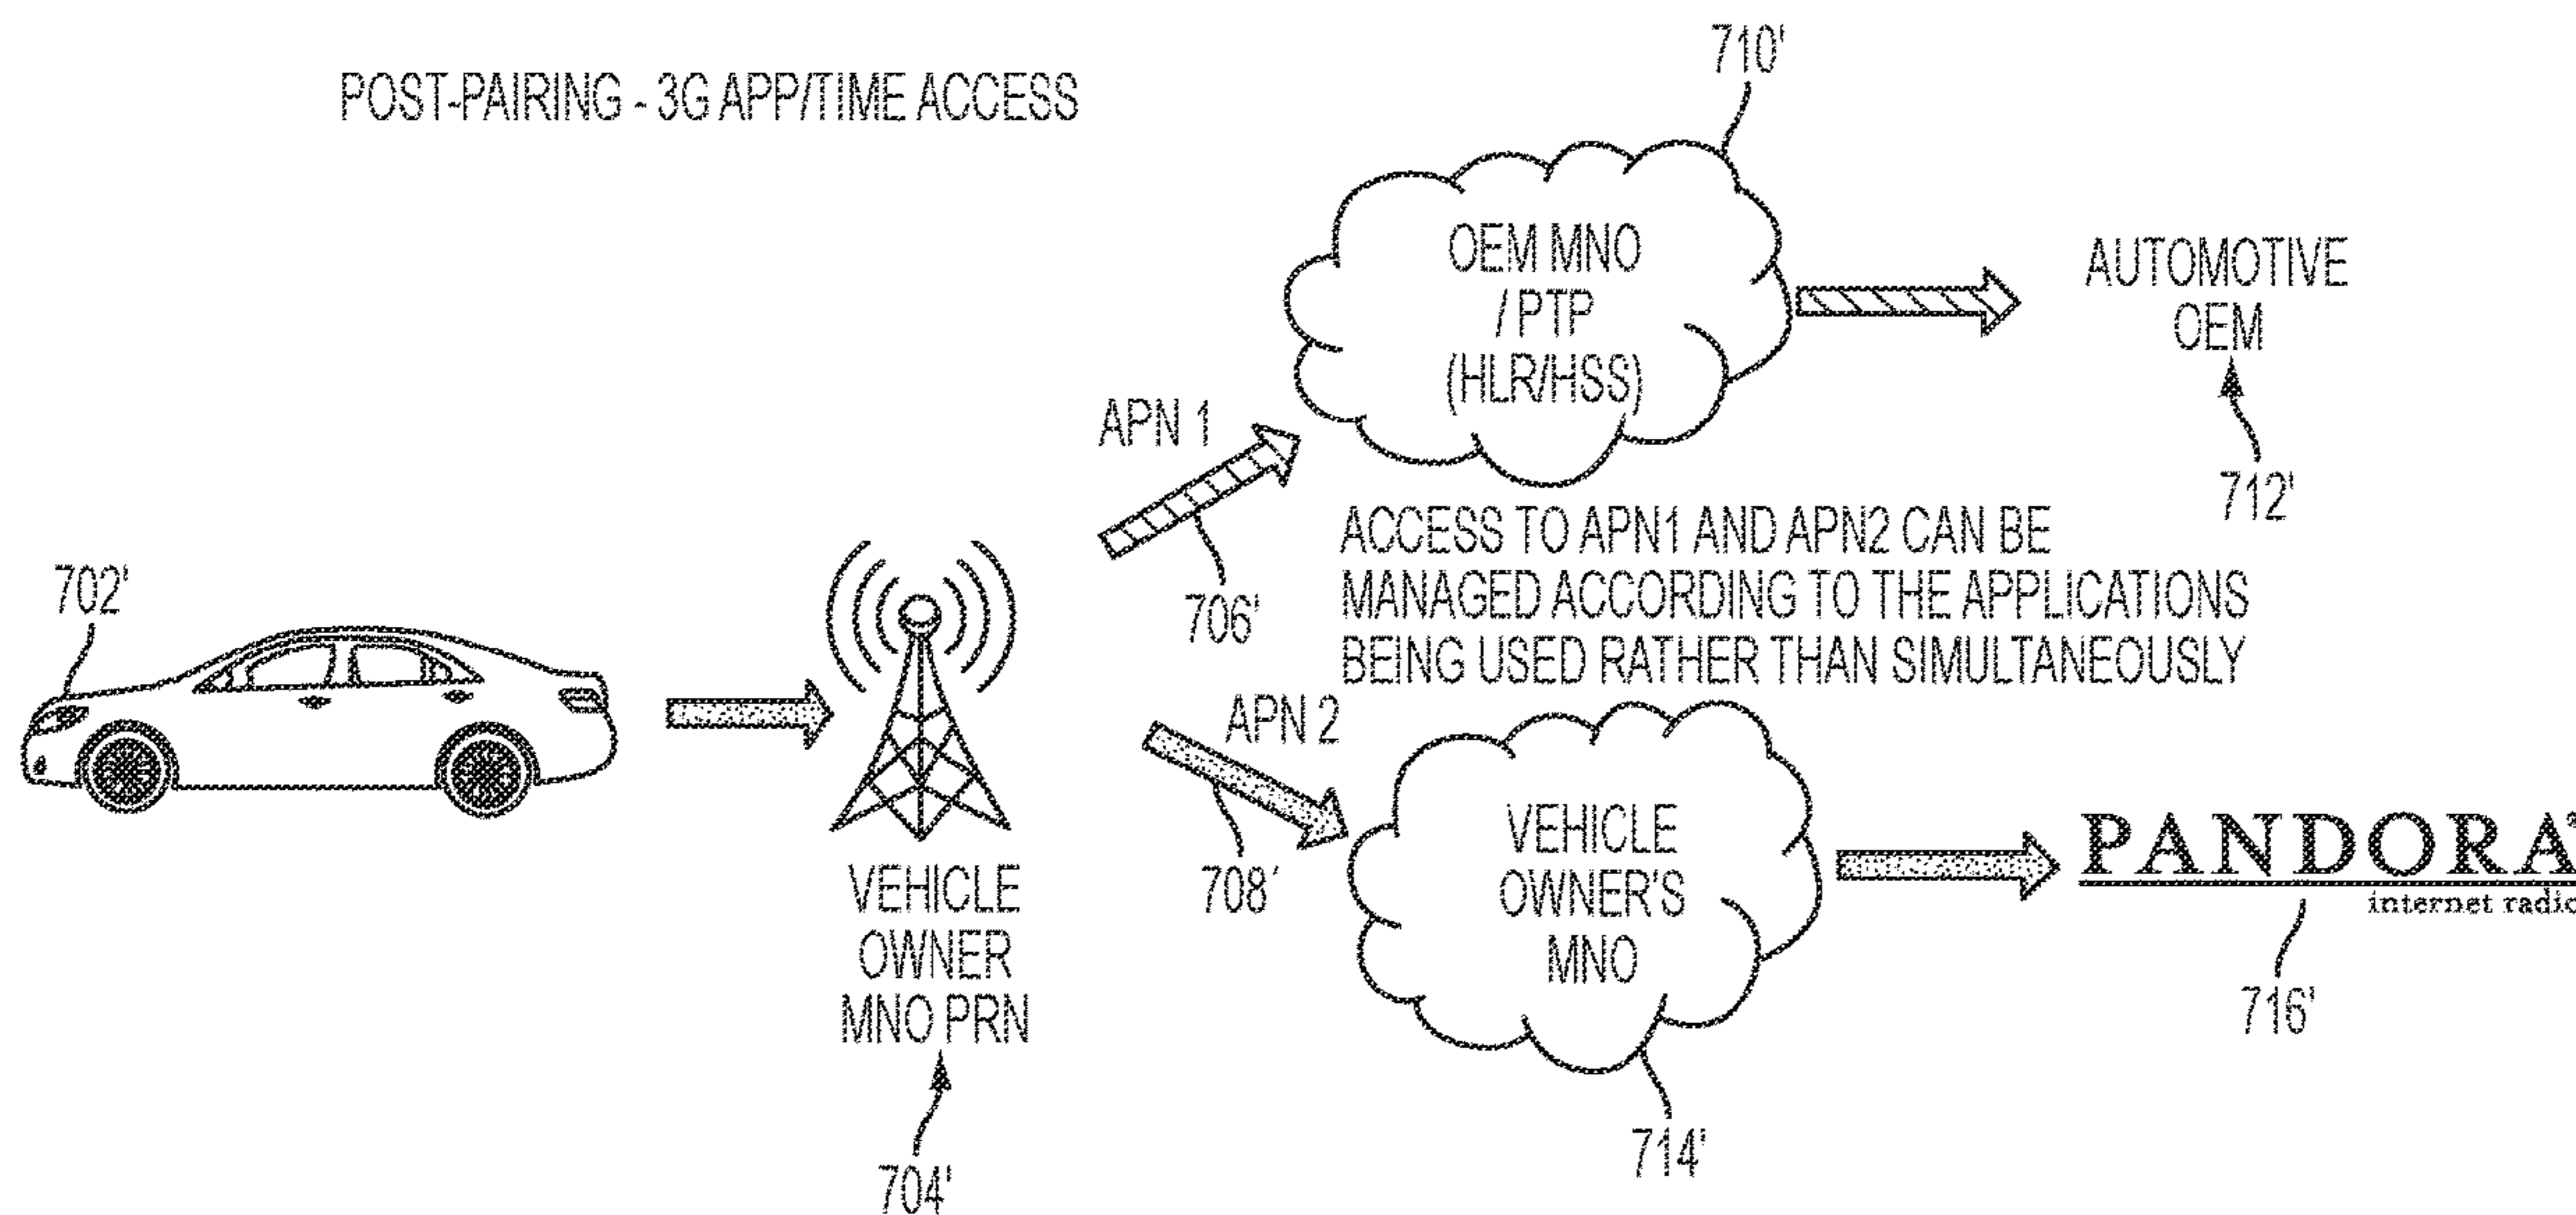 POST-PAIRING - 3G APP/TIME ACCESS
710'
OEM MNO
/ PTP
(HLR/HSS)
AUTOMOTIVE
OEM
712'
APN 1
706'
ACCESS TO APN1 AND APN2 CAN BE
MANAGED ACCORDING TO THE APPLICATIONS
BEING USED RATHER THAN SIMULTANEOUSLY
702'
APN 2
708'
VEHICLE
OWNER
MNO PRN
704'
VEHICLE
OWNER'S
MNO
714'
PANDORA®
internet radio
716'